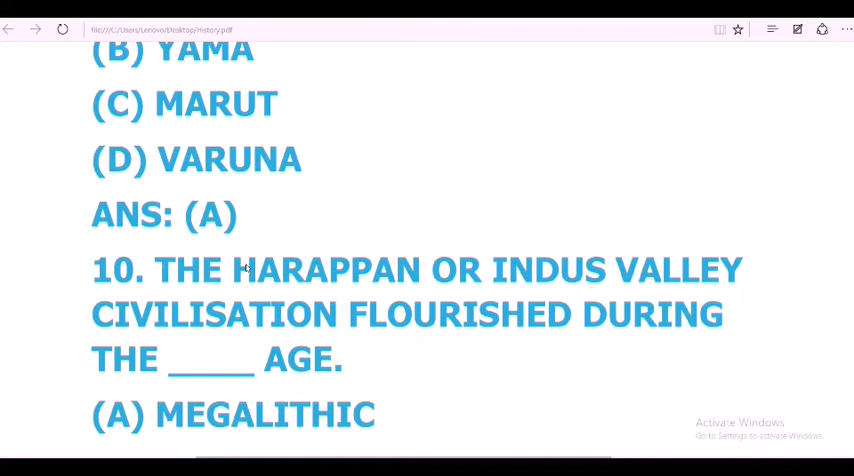 file:///C:/Users/Lenovo/Desktop/History.pdf
(B) YAMA
(C) MARUT
(D) VARUNA
ANS: (A)
10. THE HARAPPAN OR INDUS VALLEY
CIVILISATION FLOURISHED DURING
THE _____ AGE.
(A) MEGALITHIC
Activate Windows
Go to Settings to activate Windows.